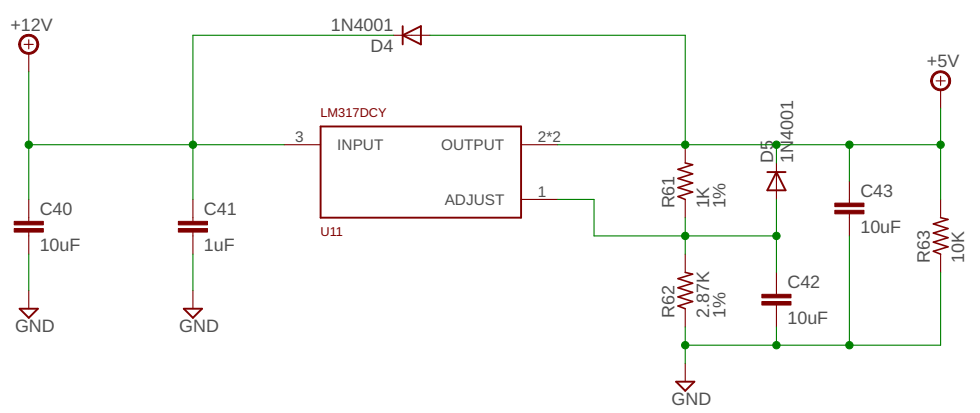 +12V
1N4001
D4
+5V
LM317DCY
3
INPUT
OUTPUT
2*2
ADJUST
1
U11
D5
1N4001
R61
1K
1%
C40
10uF
C41
1uF
C43
10uF
R63
10K
R62
2.87K
1%
C42
10uF
GND
GND
GND